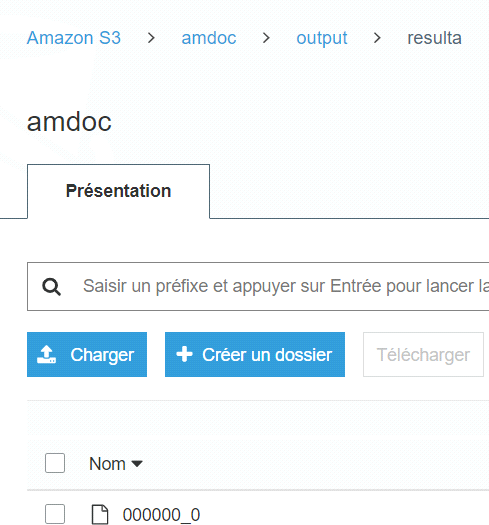 Amazon S3 > amdoc > output > resulta
amdoc
Présentation
Saisir un préfixe et appuyer sur Entrée pour lancer la
Charger Créer un dossier Télécharger
Nom
000000_0